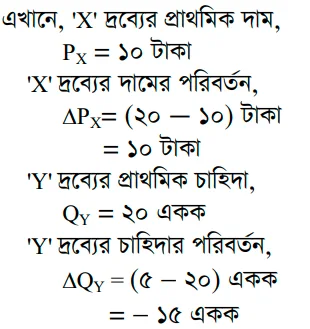 এখানে, 'X' দ্রব্যের প্রাথমিক দাম,
Pₓ = ১০ টাকা
'X' দ্রব্যের দামের পরিবর্তন,
ΔPₓ= (২০ – ১০) টাকা
= ১০ টাকা
'Y' দ্রব্যের প্রাথমিক চাহিদা,
QY = ২০ একক
'Y' দ্রব্যের চাহিদার পরিবর্তন,
ΔQY = (৫ – ২০) একক
= – ১৫ একক